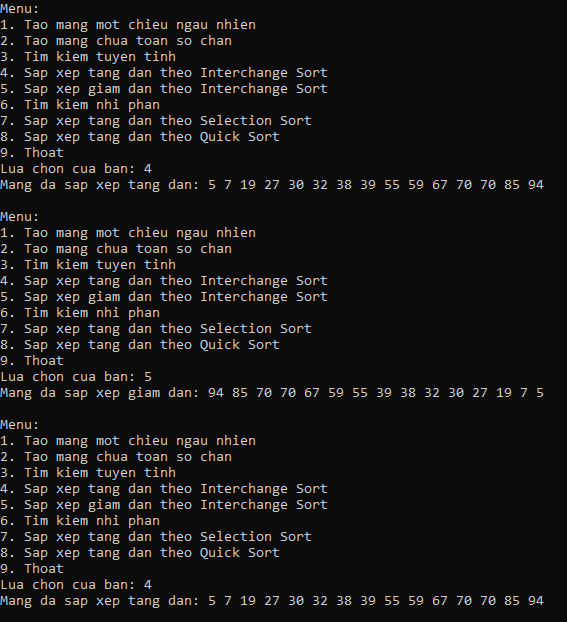 Menu:
1. Tao mang mot chieu ngau nhien
2. Tao mang chua toan so chan
3. Tim kiem tuyen tinh
4. Sap xep tang dan theo Interchange Sort
5. Sap xep giam dan theo Interchange Sort
6. Tim kiem nhi phan
7. Sap xep tang dan theo Selection Sort
8. Sap xep tang dan theo Quick Sort
9. Thoat
Lua chon cua ban: 4
Mang da sap xep tang dan: 5 7 19 27 30 32 38 39 55 59 67 70 70 85 94
Menu:
1. Tao mang mot chieu ngau nhien
2. Tao mang chua toan so chan
3. Tim kiem tuyen tinh
4. Sap xep tang dan theo Interchange Sort
5. Sap xep giam dan theo Interchange Sort
6. Tim kiem nhi phan
7. Sap xep tang dan theo Selection Sort
8. Sap xep tang dan theo Quick Sort
9. Thoat
Lua chon cua ban: 5
Mang da sap xep giam dan: 94 85 70 70 67 59 55 39 38 32 30 27 19 7 5
Menu:
1. Tao mang mot chieu ngau nhien
2. Tao mang chua toan so chan
3. Tim kiem tuyen tinh
4. Sap xep tang dan theo Interchange Sort
5. Sap xep giam dan theo Interchange Sort
6. Tim kiem nhi phan
7. Sap xep tang dan theo Selection Sort
8. Sap xep tang dan theo Quick Sort
9. Thoat
Lua chon cua ban: 4
Mang da sap xep tang dan: 5 7 19 27 30 32 38 39 55 59 67 70 70 85 94